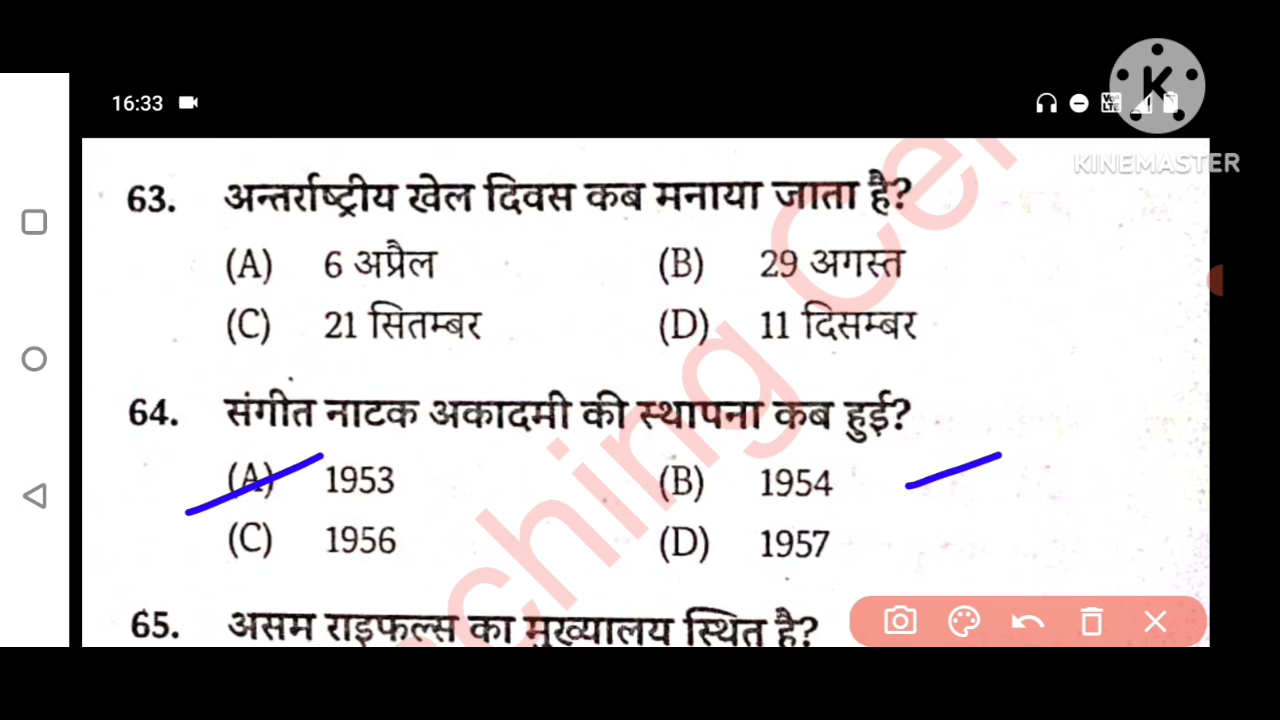 16:33
KINEMASTER
63. अन्तर्राष्ट्रीय खेल दिवस कब मनाया जाता है?
(A) 6 अप्रैल (B) 29 अगस्त
(C) 21 सितम्बर (D) 11 दिसम्बर
64. संगीत नाटक अकादमी की स्थापना कब हुई?
(A) 1953 (B) 1954
(C) 1956 (D) 1957
65. असम राइफल्स का मुख्यालय स्थित है?